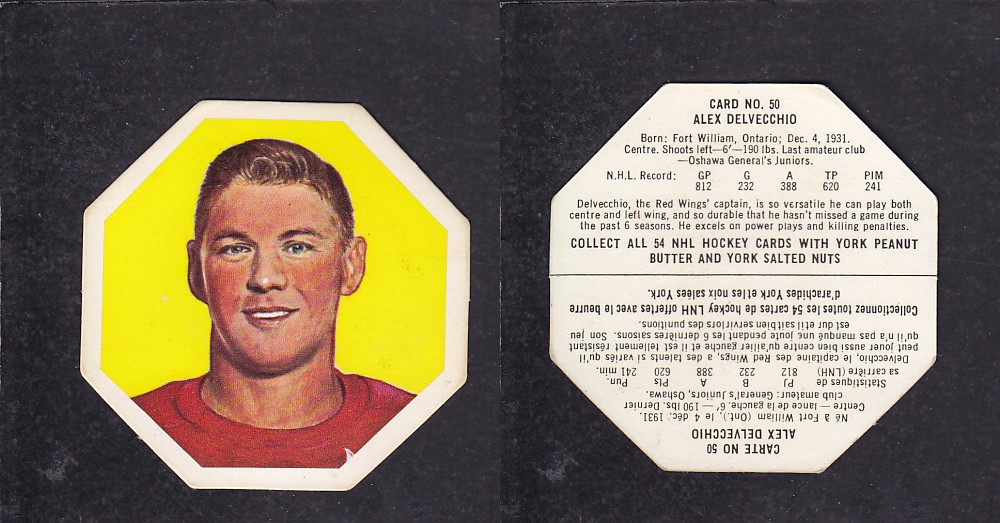 CARD NO. 50
ALEX DELVECCHIO
Born: Fort William, Ontario; Dec. 4, 1931.
Centre. Shoots left—6'—190 lbs. Last amateur club
—Oshawa General's Juniors.
N.H.L. Record: GP G A TP PIM
812 232 388 620 241
Delvecchio, the Red Wings' captain, is so versatile he can play both
centre and left wing, and so durable that he hasn't missed a game during
the past 6 seasons. He excels on power plays and killing penalties.
COLLECT ALL 54 NHL HOCKEY CARDS WITH YORK PEANUT
BUTTER AND YORK SALTED NUTS
CARTE NO 50
ALEX DELVECCHIO
Né à Fort William (Ont.), le 4 déc. 1931.
Centre — lance de la gauche. 6' — 190 lbs. Dernier
club amateur: General's Juniors, Oshawa.
Statistiques de PJ B A Pts Pun.
sa carrière (LNH) 812 232 388 620 241 min.
Delvecchio, le capitaine des Red Wings, a des talents si variés qu'il
peut jouer aussi bien centre qu'ailier gauche et il est tellement résistant
qu'il n'a pas manqué une joute pendant les 6 dernières saisons. Son jeu
est dur et il sait bien se servir lors des punitions.
Collectionnez toutes les 54 cartes de hockey LNH offertes avec le beurre
d'arachides York et les noix salées York.